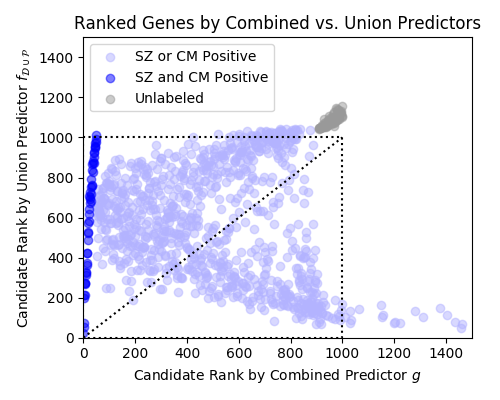 Ranked Genes by Combined vs. Union Predictors
SZ or CM Positive
SZ and CM Positive
Unlabeled
Candidate Rank by Union Predictor f_{𝒟∪𝒫}
1400
1200
1000
800
600
400
200
0
0 200 400 600 800 1000 1200 1400
Candidate Rank by Combined Predictor g